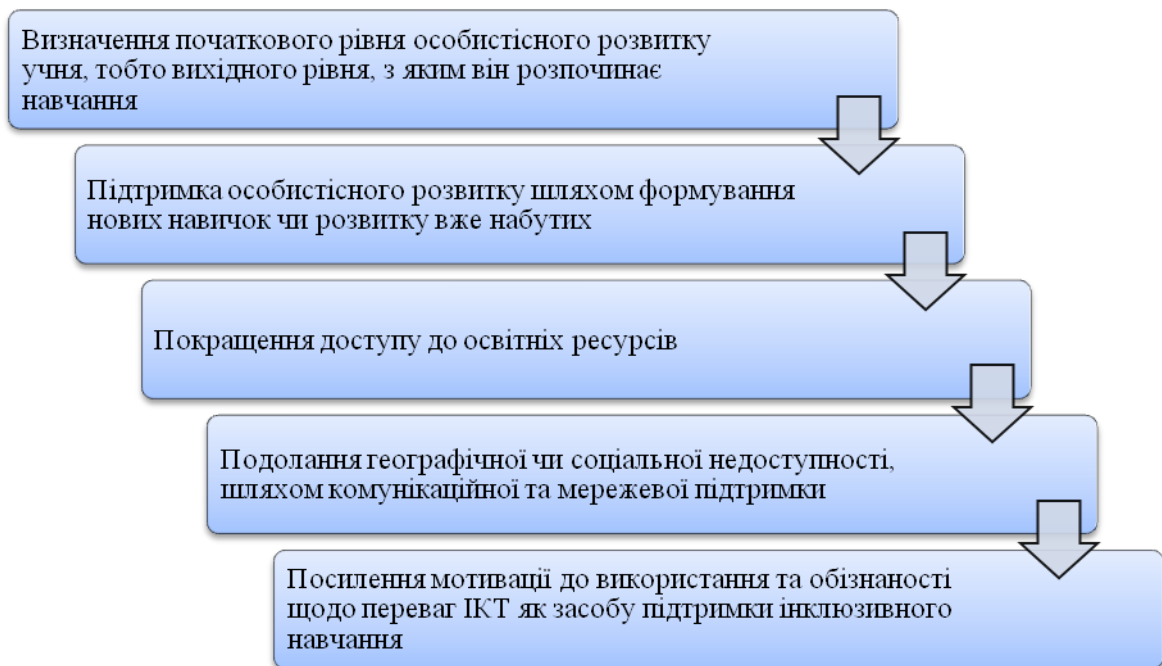 Визначення початкового рівня особистісного розвитку
учня, тобто вихідного рівня, з яким він розпочинає
навчання
Підтримка особистісного розвитку шляхом формування
нових навичок чи розвитку вже набутих
Покращення доступу до освітніх ресурсів
Подолання географічної чи соціальної недоступності,
шляхом комунікаційної та мережевої підтримки
Посилення мотивації до використання та обізнаності
щодо переваг ІКТ як засобу підтримки інклюзивного
навчання